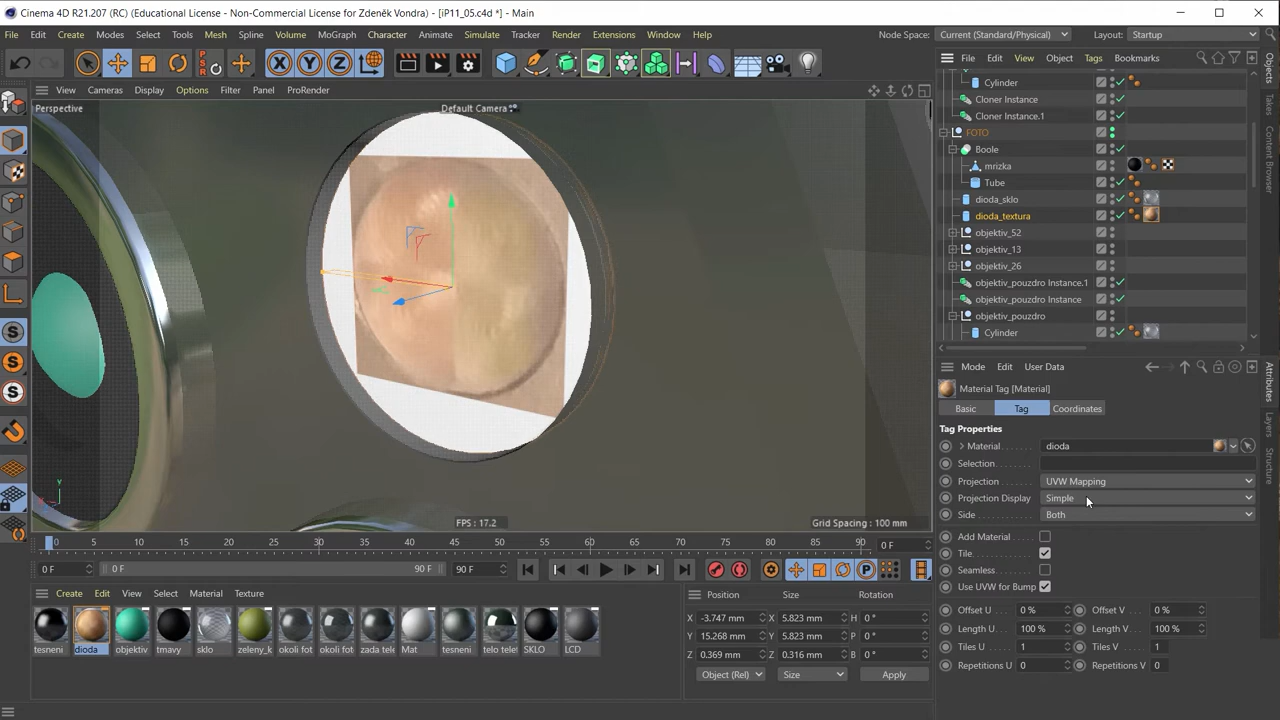 Cinema 4D R21.207 (RC) (Educational License - Non-Commercial License for Zdeněk Vondra) - [iP11_05.c4d *] - Main
File Edit Create Modes Select Tools Mesh Spline Volume MoGraph Character Animate Simulate Tracker Render Extensions Window Help Node Space: Current (Standard/Physical) Layout: Startup
PSR
X Y Z
File Edit View Object Tags Bookmarks
View Cameras Display Options Filter Panel ProRender
Perspective Default Camera
Cylinder
Cloner Instance
Cloner Instance.1
FOTO
Boole
mrizka
Tube
dioda_sklo
dioda_textura
objektiv_52
objektiv_13
objektiv_26
objektiv_pouzdro Instance.1
objektiv_pouzdro Instance
objektiv_pouzdro
Cylinder
Objects
Takes
Content Browser
Mode Edit User Data
Material Tag [Material]
Basic Tag Coordinates
Tag Properties
Material dioda
Selection
Projection UVW Mapping
Projection Display Simple
Side Both
Add Material
Tile
Seamless
Use UVW for Bump
Offset U 0 % Offset V 0 %
Length U 100 % Length V 100 %
Tiles U 1 Tiles V 1
Repetitions U 0 Repetitions V 0
Attributes
Layers
Structure
FPS : 17.2 Grid Spacing : 100 mm
0 5 10 15 20 25 30 35 40 45 50 55 60 65 70 75 80 85 90 0 F
0 F 0 F 90 F 90 F
Create Edit View Select Material Texture
tesneni dioda objektiv tmavy sklo zeleny_k okoli fot okoli fot zada tele Mat tesneni telo telef SKLO LCD
Position Size Rotation
X -3.747 mm X 5.823 mm H 0 °
Y 15.268 mm Y 5.823 mm P 0 °
Z 0.369 mm Z 0.316 mm B 0 °
Object (Rel) Size Apply